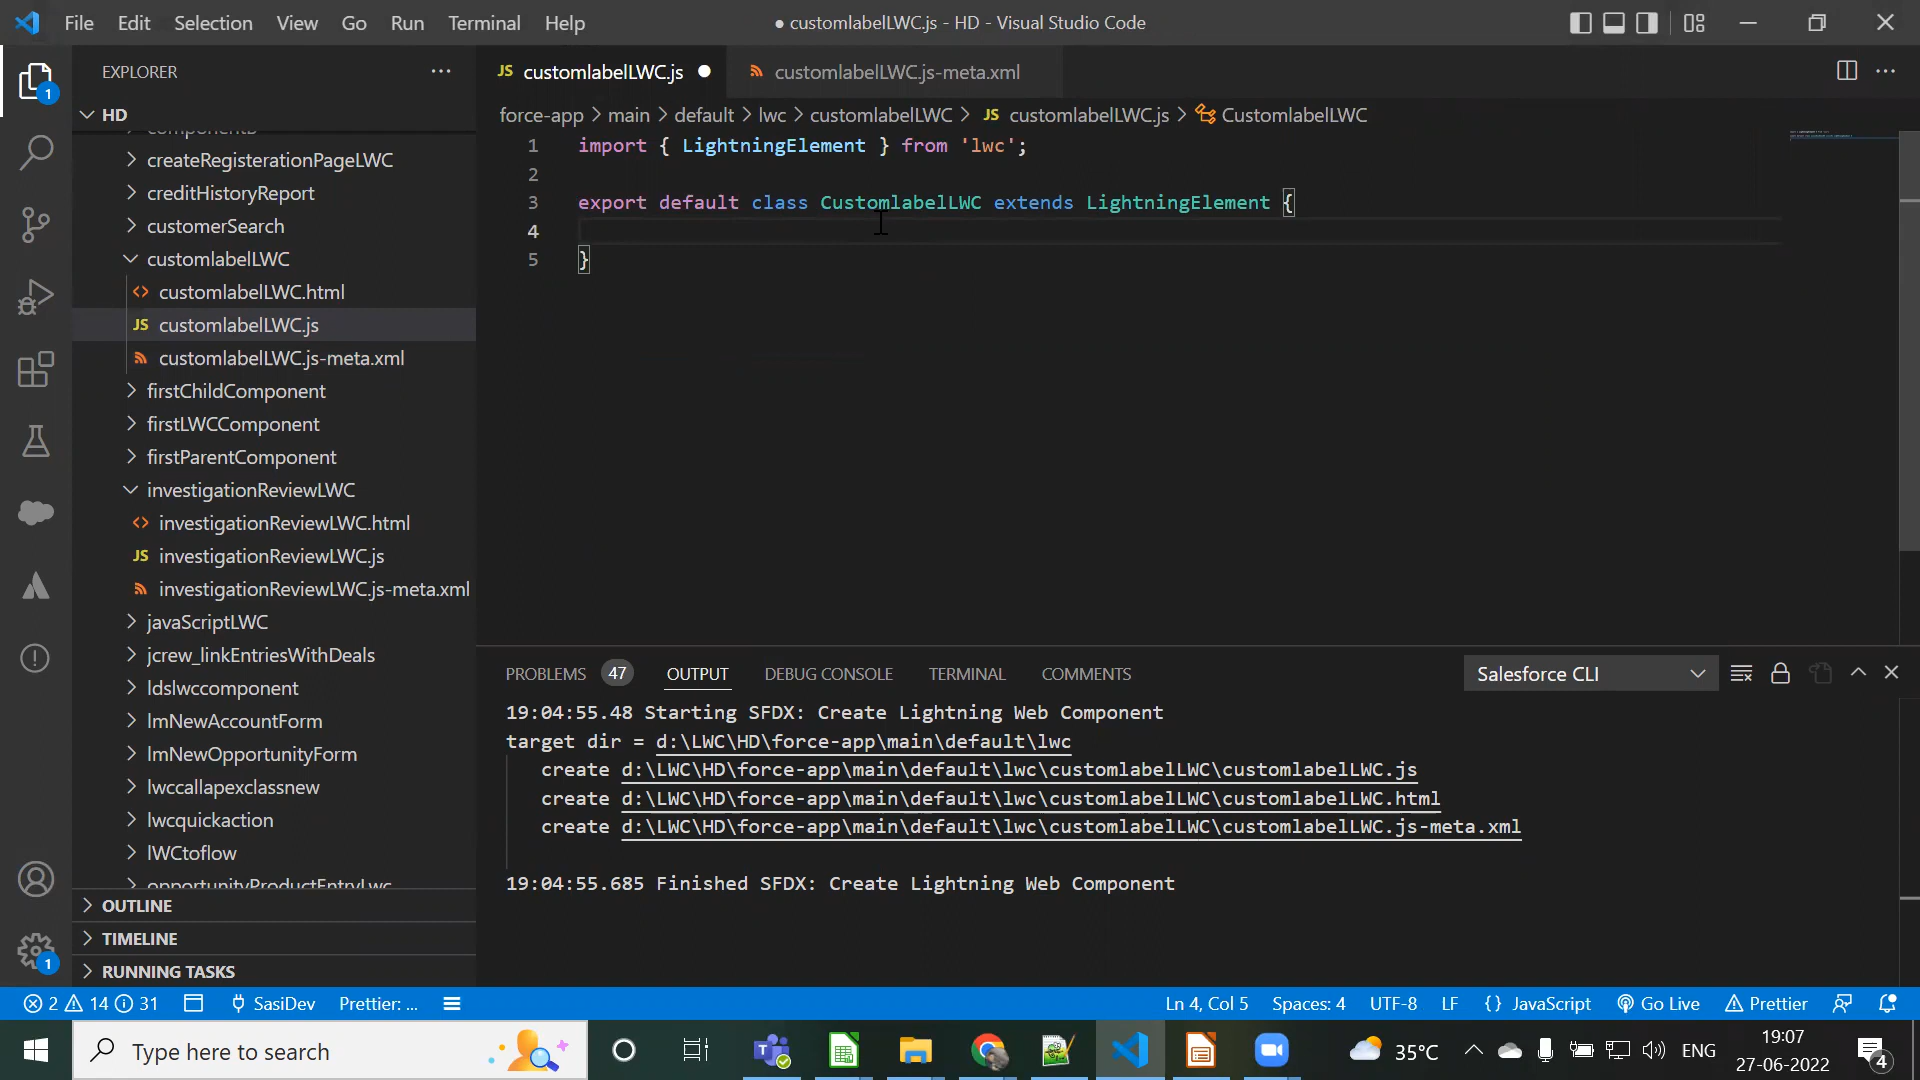 File Edit Selection View Go Run Terminal Help
● customlabelLWC.js - HD - Visual Studio Code
1
EXPLORER
HD
createRegisterationPageLWC
creditHistoryReport
customerSearch
customlabelLWC
customlabelLWC.html
JS customlabelLWC.js
customlabelLWC.js-meta.xml
firstChildComponent
firstLWCComponent
firstParentComponent
investigationReviewLWC
investigationReviewLWC.html
JS investigationReviewLWC.js
investigationReviewLWC.js-meta.xml
javaScriptLWC
jcrew_linkEntriesWithDeals
ldslwccomponent
lmNewAccountForm
lmNewOpportunityForm
lwccallapexclassnew
lwcquickaction
lWCtoflow
opportunityProductEntryLwc
OUTLINE
TIMELINE
RUNNING TASKS
1
JS customlabelLWC.js ● customlabelLWC.js-meta.xml
force-app > main > default > lwc > customlabelLWC > JS customlabelLWC.js > CustomlabelLWC
1 import { LightningElement } from 'lwc';
2
3 export default class CustomlabelLWC extends LightningElement {
4
5 }
PROBLEMS 47 OUTPUT DEBUG CONSOLE TERMINAL COMMENTS Salesforce CLI
19:04:55.48 Starting SFDX: Create Lightning Web Component
target dir = d:\LWC\HD\force-app\main\default\lwc
create d:\LWC\HD\force-app\main\default\lwc\customlabelLWC\customlabelLWC.js
create d:\LWC\HD\force-app\main\default\lwc\customlabelLWC\customlabelLWC.html
create d:\LWC\HD\force-app\main\default\lwc\customlabelLWC\customlabelLWC.js-meta.xml
19:04:55.685 Finished SFDX: Create Lightning Web Component
2 14 31 SasiDev Prettier: ... Ln 4, Col 5 Spaces: 4 UTF-8 LF {} JavaScript Go Live Prettier
Type here to search 35°C ENG 19:07
27-06-2022 4